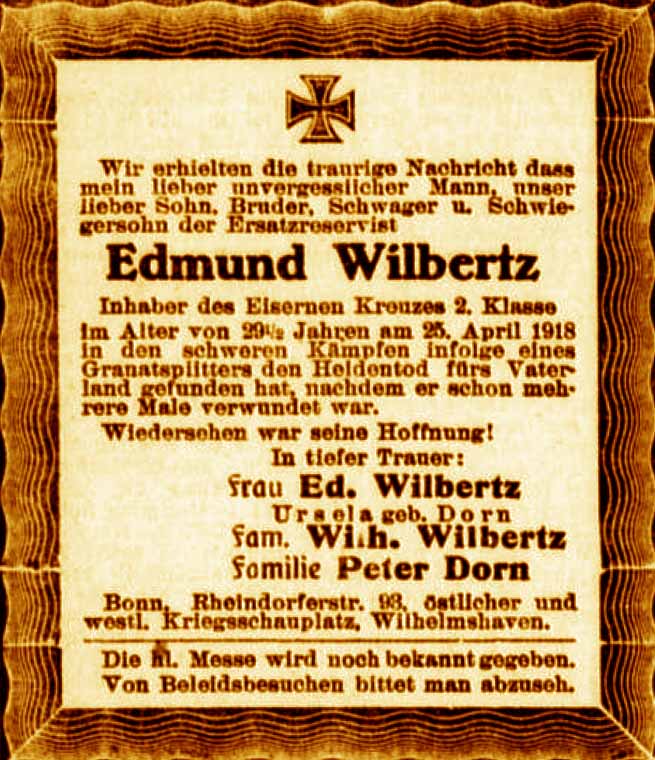 Wir erhielten die traurige Nachricht dass
mein lieber unvergesslicher Mann, unser
lieber Sohn, Bruder, Schwager u. Schwie-
gersohn der Ersatzreservist
Edmund Wilbertz
Inhaber des Eisernen Kreuzes 2. Klasse
im Alter von 29½ Jahren am 25. April 1918
in den schweren Kämpfen infolge eines
Granatsplitters den Heldentod fürs Vater-
land gefunden hat, nachdem er schon meh-
rere Male verwundet war.
Wiedersehen war seine Hoffnung!
In tiefer Trauer:
Frau Ed. Wilbertz
Ursela geb. Dorn
Fam. Wilh. Wilbertz
Familie Peter Dorn
Bonn, Rheindorferstr. 93, östlicher und
westl. Kriegsschauplatz, Wilhelmshaven.
Die hl. Messe wird noch bekannt gegeben.
Von Beleidsbesuchen bittet man abzuseh.